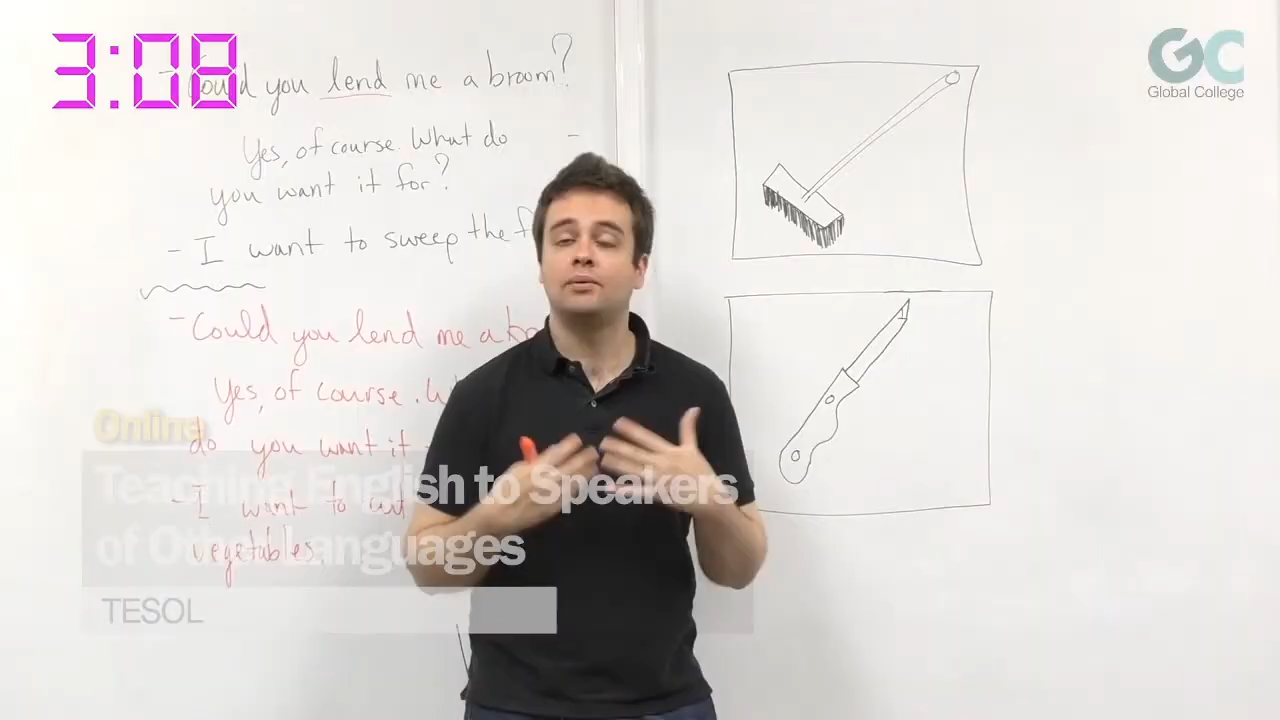 3:08
GC
Global College
- Could you lend me a broom?
Yes, of course. What do
you want it for?
- I want to sweep the f
- Could you lend me a
Yes, of course. W
do you want it
- I want to cut
vegetables.
Online
Teaching English to Speakers
of Other Languages
TESOL